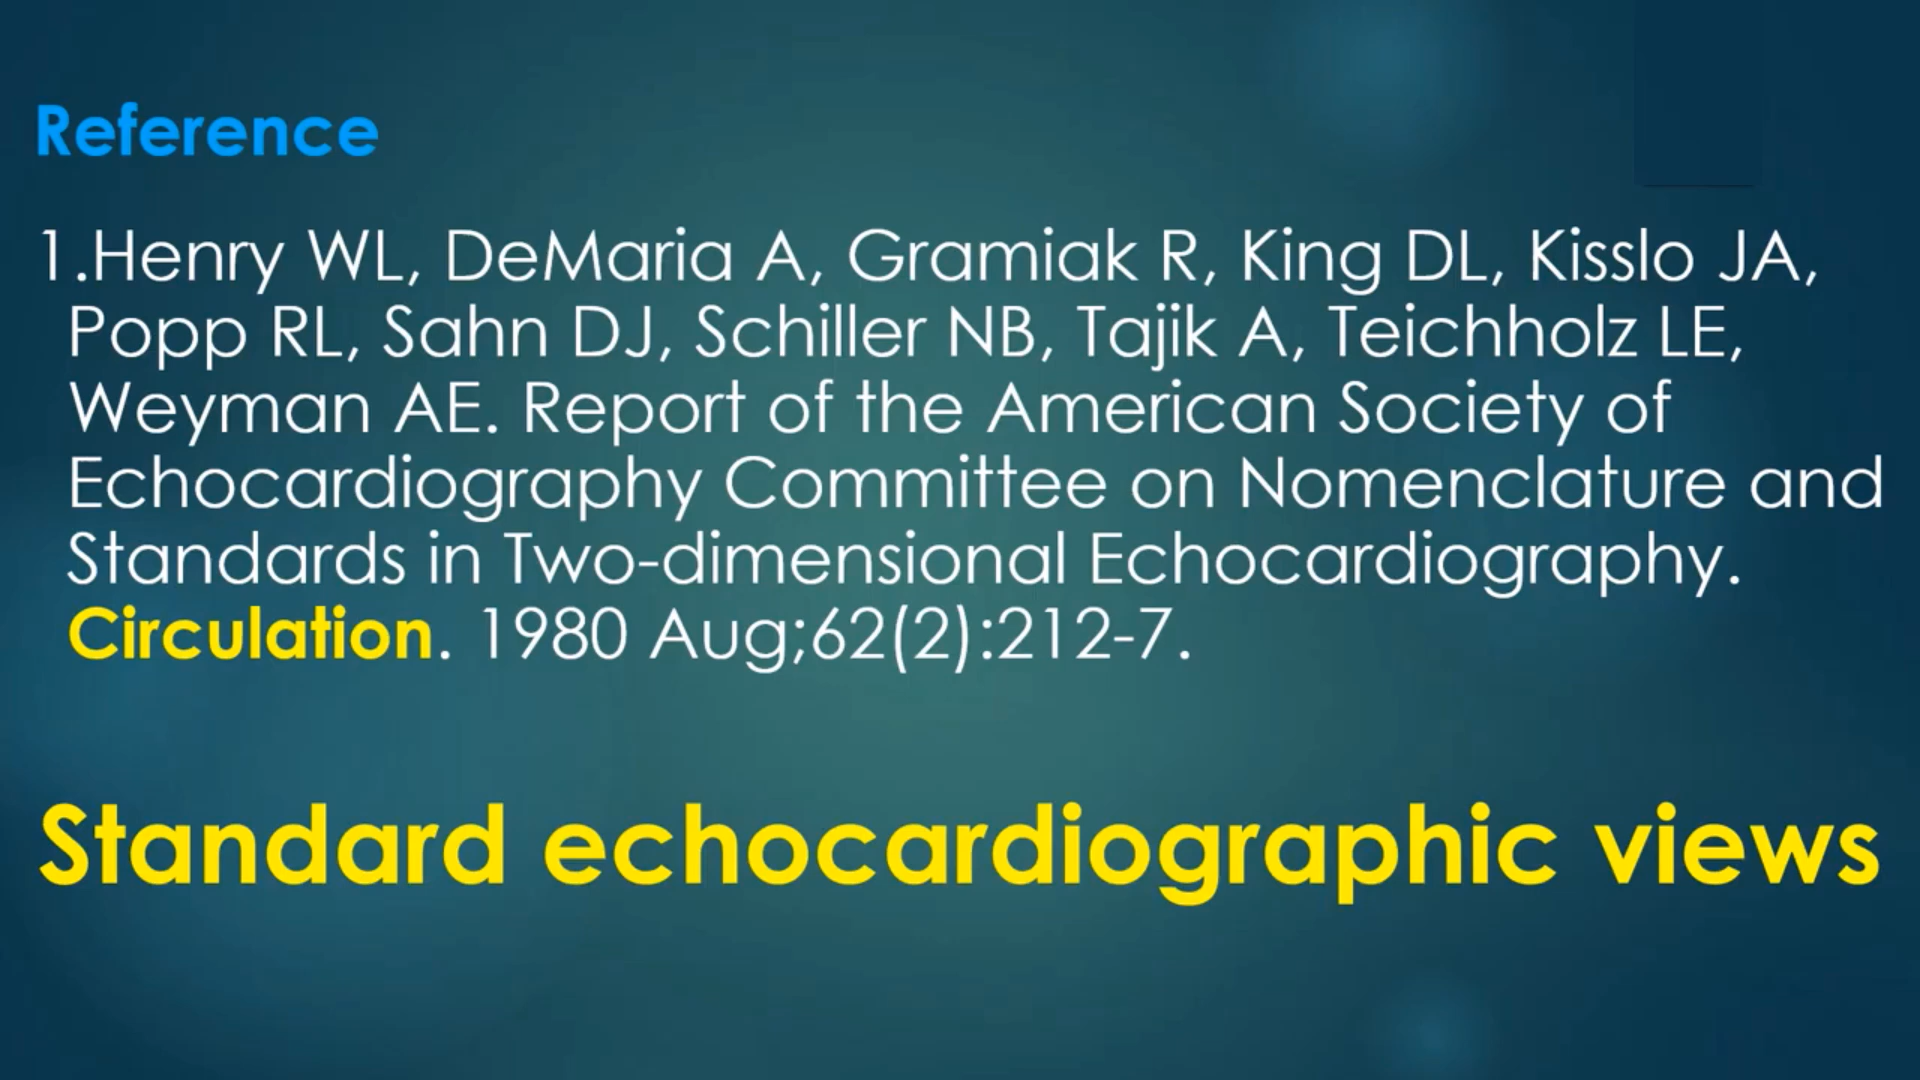 Reference
1.Henry WL, DeMaria A, Gramiak R, King DL, Kisslo JA,
Popp RL, Sahn DJ, Schiller NB, Tajik A, Teichholz LE,
Weyman AE. Report of the American Society of
Echocardiography Committee on Nomenclature and
Standards in Two-dimensional Echocardiography.
Circulation. 1980 Aug;62(2):212-7.
Standard echocardiographic views